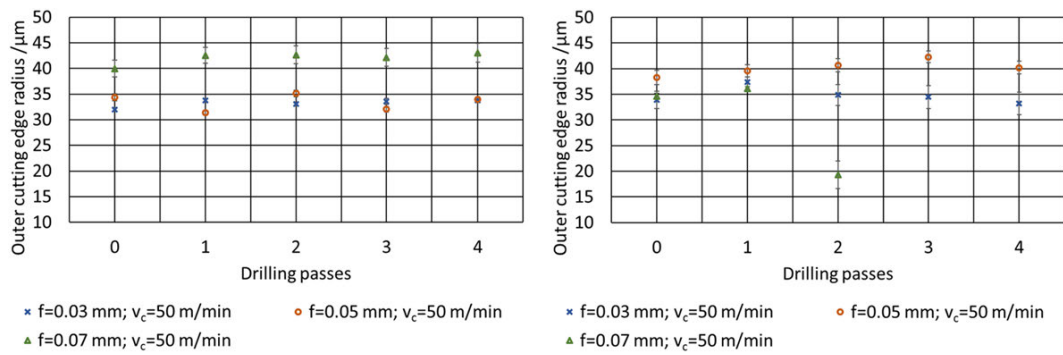 Outer cutting edge radius /µm
50
45
40
35
30
25
20
15
10
0 1 2 3 4
Drilling passes
f=0.03 mm; vc=50 m/min
f=0.05 mm; vc=50 m/min
f=0.07 mm; vc=50 m/min
Outer cutting edge radius /µm
50
45
40
35
30
25
20
15
10
0 1 2 3 4
Drilling passes
f=0.03 mm; vc=50 m/min
f=0.05 mm; vc=50 m/min
f=0.07 mm; vc=50 m/min